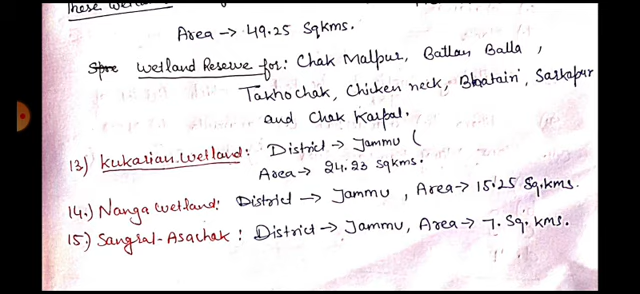 These
Area → 49.25 Sqkms.
Wetland Reserve for: Chak Malpur, Batlan Balla,
Takhochak, Chicken neck, Bhatain, Sarkapur
and Chak Karpal.
13) Kukarian wetland: District → Jammu (
Area → 24.23 sqkms.
14.) Nanga wetland: District → Jammu, Area → 15.25 Sq.kms.
15.) Sangral-Asachak: District → Jammu, Area → 7. Sq. kms.